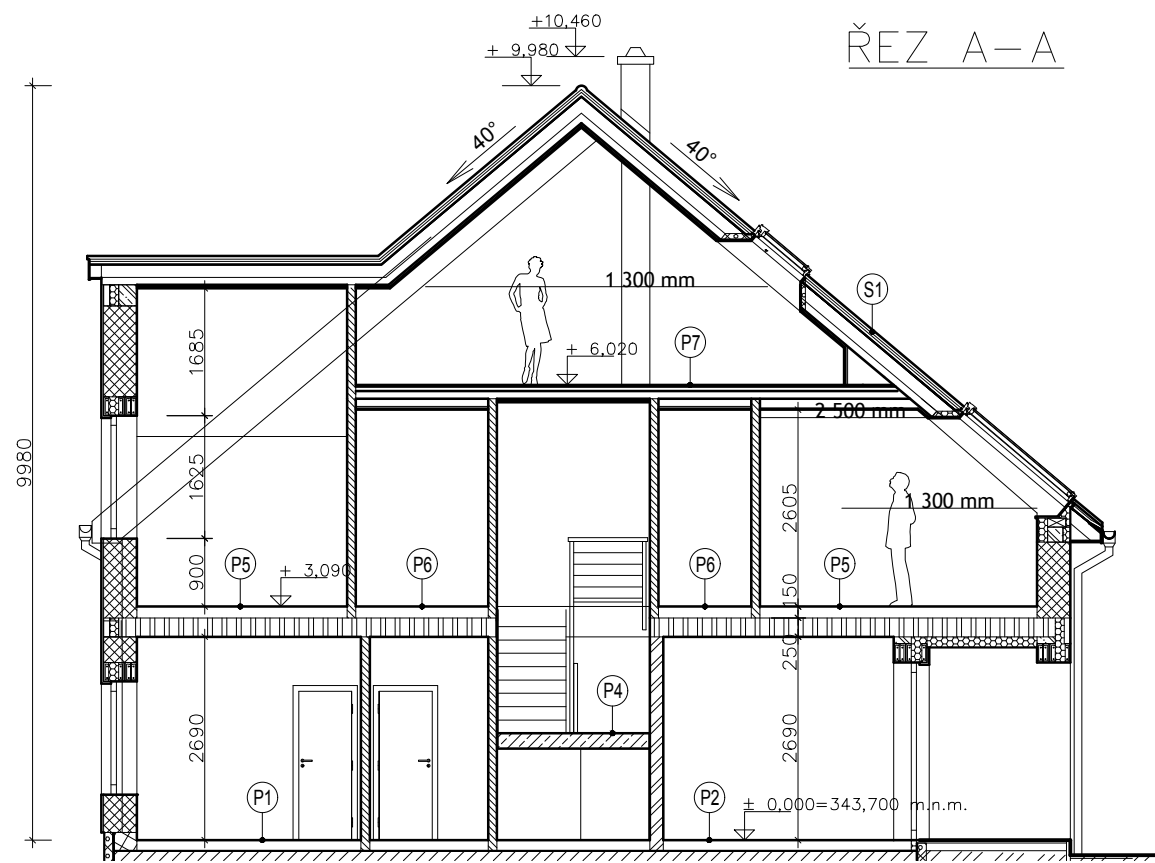 +10,460
ŘEZ A-A
+ 9,980
40°
40°
1 300 mm
S1
1685
P7
+ 6,020
2 500 mm
9980
1625
2605
1 300 mm
900
P5
+ 3,090
P6
P6
P5
150
250
P4
2690
2690
P1
P2
± 0,000=343,700 m.n.m.